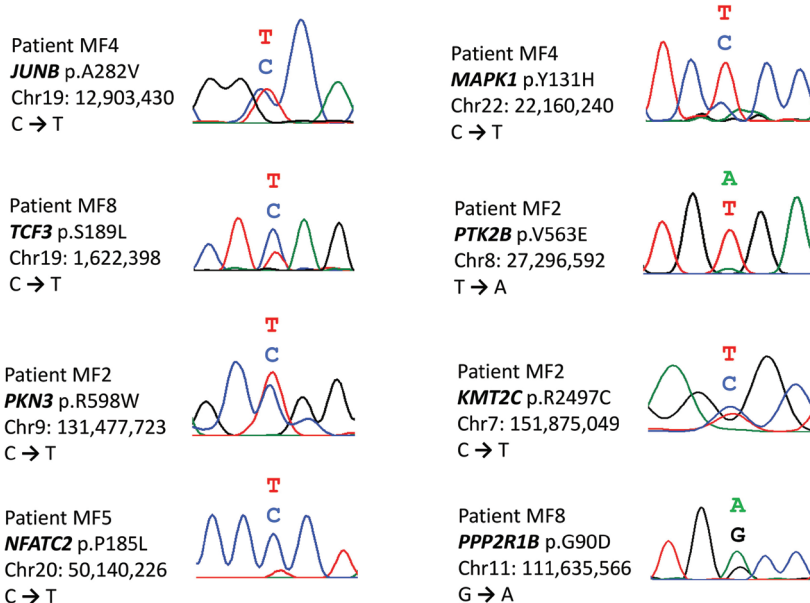 Patient MF4
JUNB p.A282V
Chr19: 12,903,430
C → T
T
C
Patient MF4
MAPK1 p.Y131H
Chr22: 22,160,240
C → T
T
C
Patient MF8
TCF3 p.S189L
Chr19: 1,622,398
C → T
T
C
Patient MF2
PTK2B p.V563E
Chr8: 27,296,592
T → A
A
T
Patient MF2
PKN3 p.R598W
Chr9: 131,477,723
C → T
T
C
Patient MF2
KMT2C p.R2497C
Chr7: 151,875,049
C → T
T
C
Patient MF5
NFATC2 p.P185L
Chr20: 50,140,226
C → T
T
C
Patient MF8
PPP2R1B p.G90D
Chr11: 111,635,566
G → A
A
G